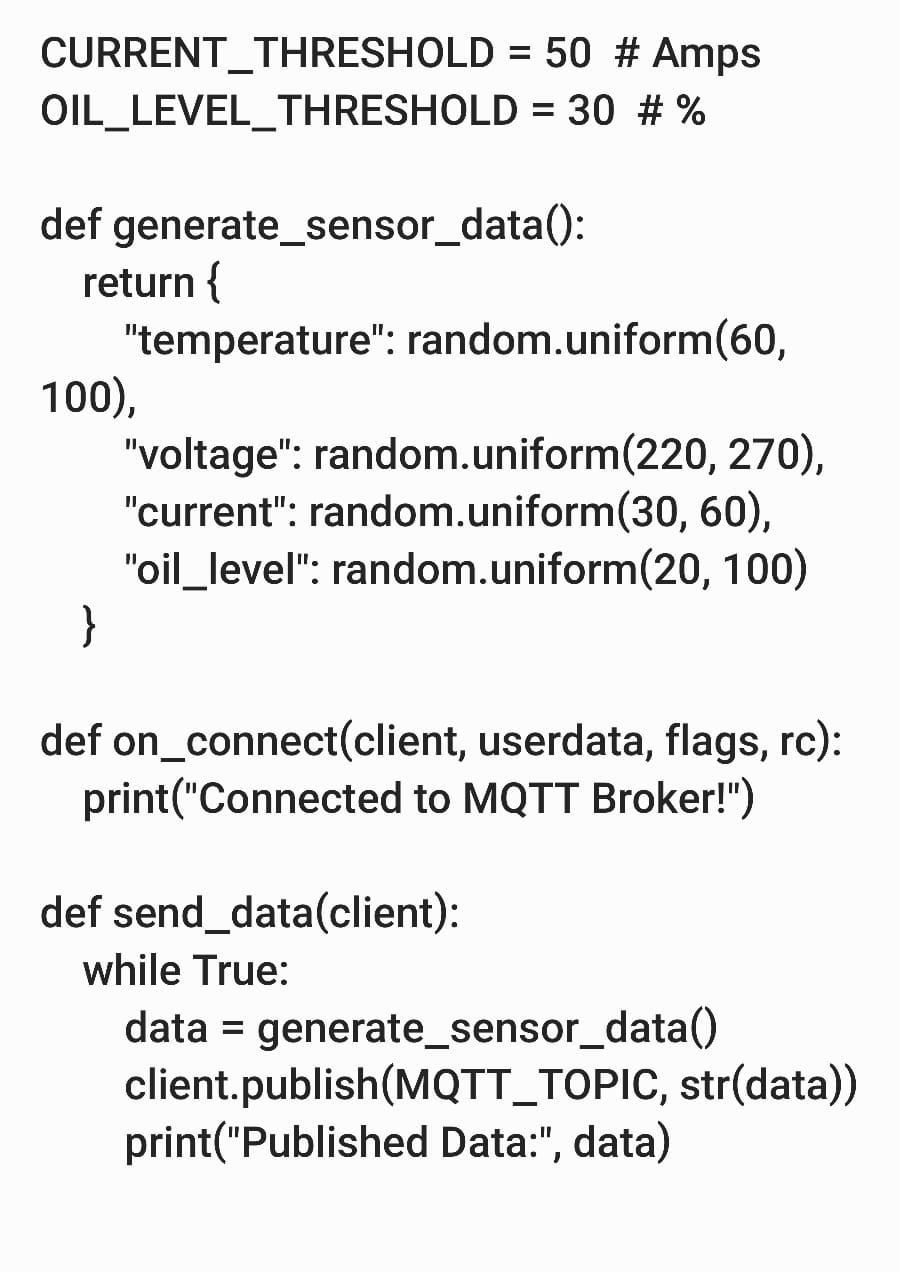 CURRENT_THRESHOLD = 50  # Amps
OIL_LEVEL_THRESHOLD = 30  # %

def generate_sensor_data():
    return {
        "temperature": random.uniform(60,
100),
        "voltage": random.uniform(220, 270),
        "current": random.uniform(30, 60),
        "oil_level": random.uniform(20, 100)
    }

def on_connect(client, userdata, flags, rc):
    print("Connected to MQTT Broker!")

def send_data(client):
    while True:
        data = generate_sensor_data()
        client.publish(MQTT_TOPIC, str(data))
        print("Published Data:", data)